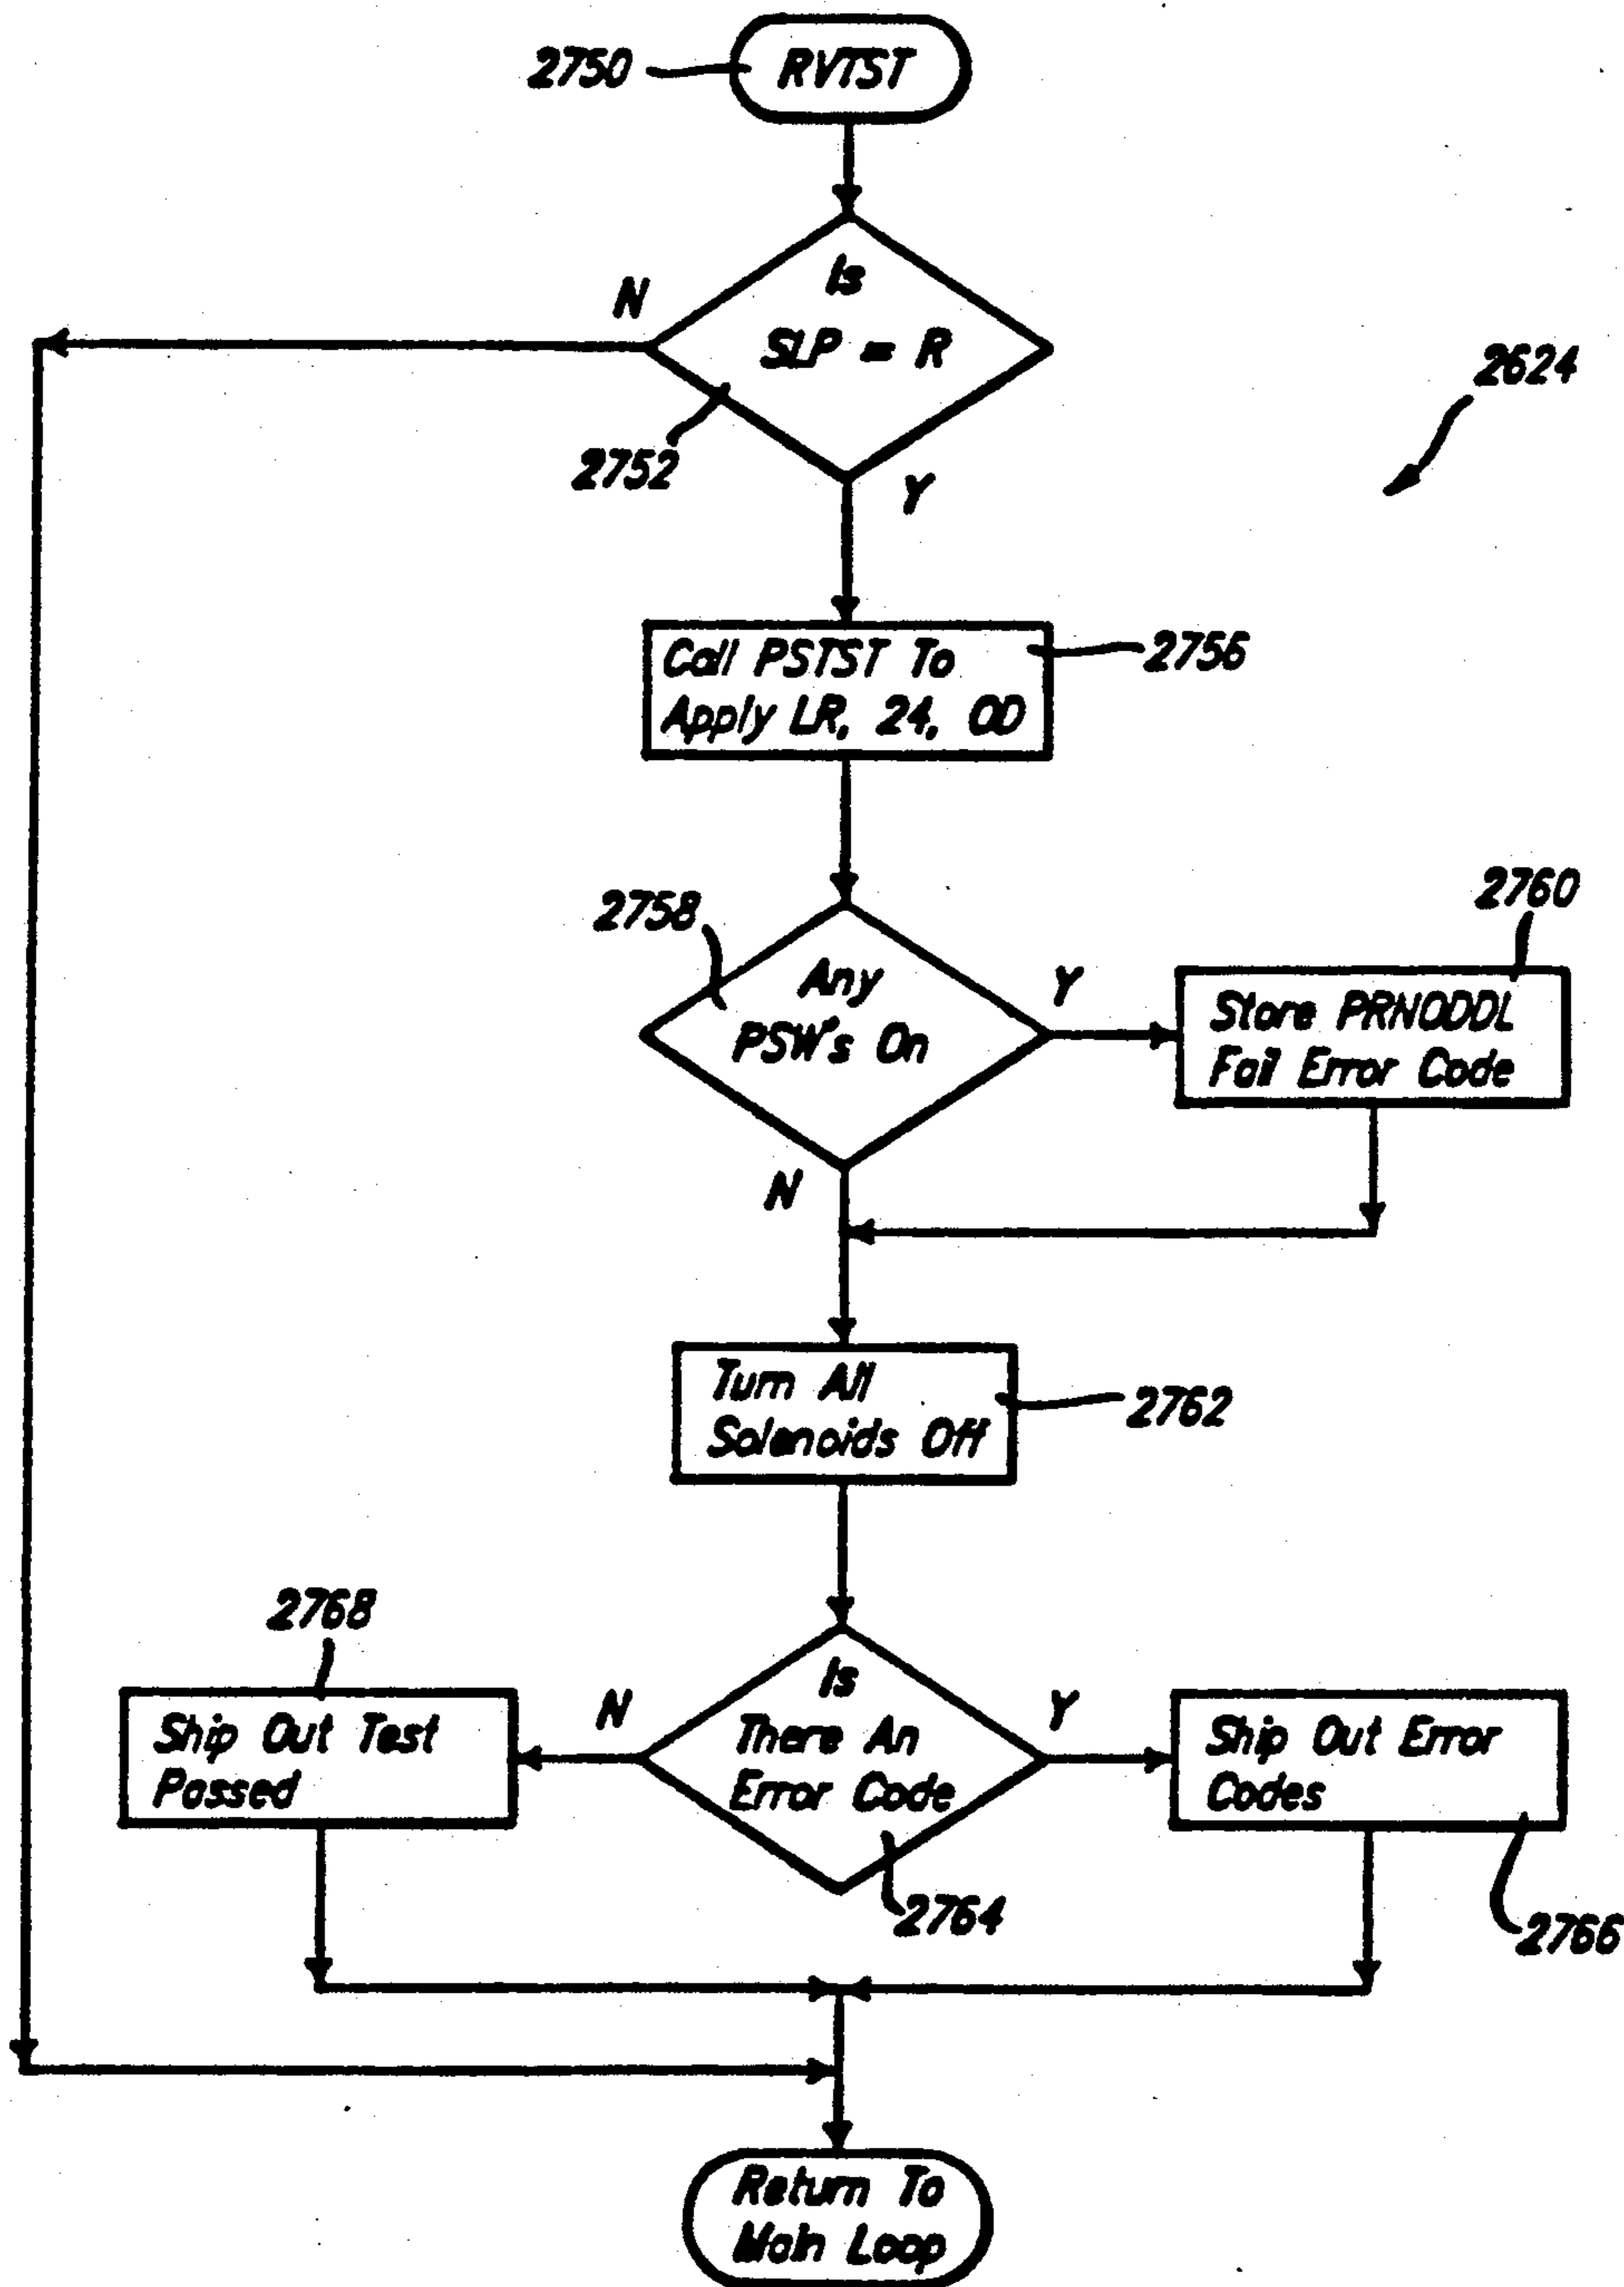 2750
RVTST
N
Is
SLP = R
2624
2752
Y
Call PSTST To
Apply LR, 24, OD
2756
2758
Any
PSW's On
Y
2760
Store PRNODDL
Fail Error Code
N
Turn All
Solenoids Off
2762
2768
Ship Out Test
Passed
N
Is
There An
Error Code
Y
Ship Out Error
Codes
2764
2766
Return To
Main Loop